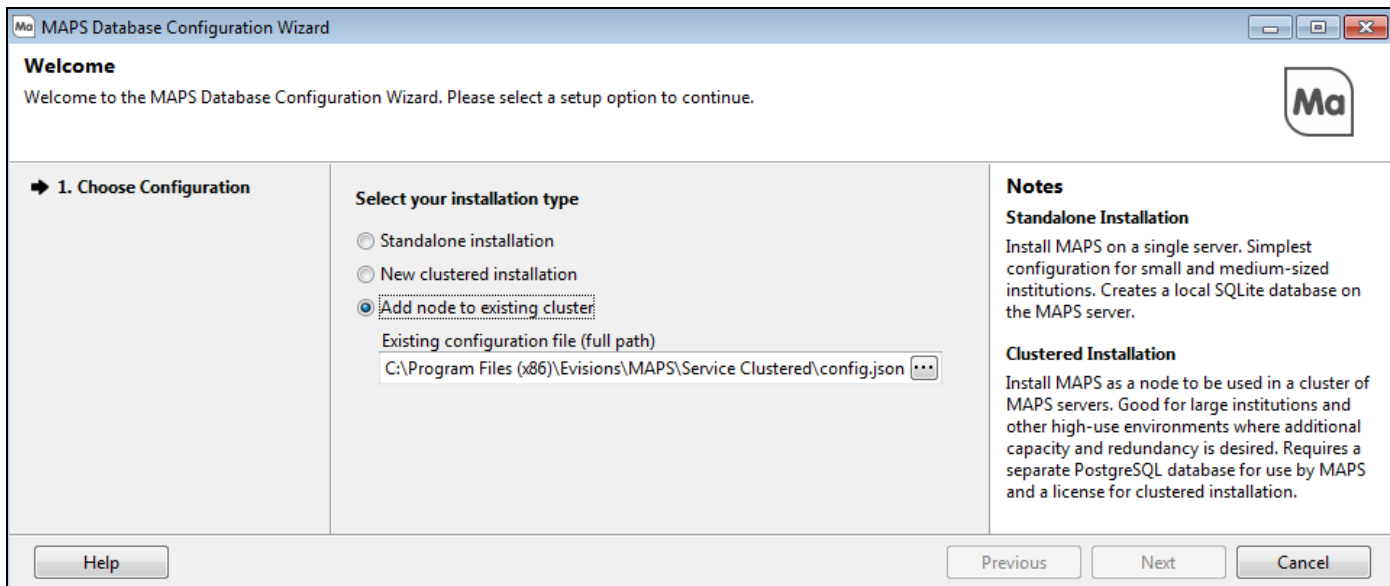 Ma MAPS Database Configuration Wizard
Welcome
Welcome to the MAPS Database Configuration Wizard. Please select a setup option to continue.
Ma
1. Choose Configuration
Select your installation type
Standalone installation
New clustered installation
Add node to existing cluster
Existing configuration file (full path)
C:\Program Files (x86)\Evisions\MAPS\Service Clustered\config.json ...
Notes
Standalone Installation
Install MAPS on a single server. Simplest
configuration for small and medium-sized
institutions. Creates a local SQLite database on
the MAPS server.
Clustered Installation
Install MAPS as a node to be used in a cluster of
MAPS servers. Good for large institutions and
other high-use environments where additional
capacity and redundancy is desired. Requires a
separate PostgreSQL database for use by MAPS
and a license for clustered installation.
Help
Previous
Next
Cancel